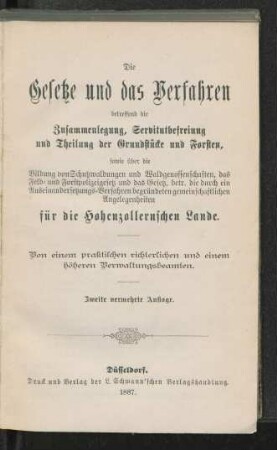 Die
Gesetze und das Verfahren
betreffend die
Zusammenlegung, Servitutbefreiung
und Theilung der Grundstücke und Forsten,
sowie über die
Bildung von Schutzwaldungen und Waldgenossenschaften, das
Feld- und Forstpolizeigesetz und das Gesetz, betr. die durch ein
Auseinandersetzungs-Verfahren begründeten gemeinschaftlichen
Angelegenheiten
für die Hohenzollernschen Lande.
Von einem praktischen richterlichen und einem
höheren Verwaltungsbeamten.
Zweite vermehrte Auflage.
Düsseldorf.
Druck und Verlag der L. Schwann'schen Verlagshandlung.
1887.